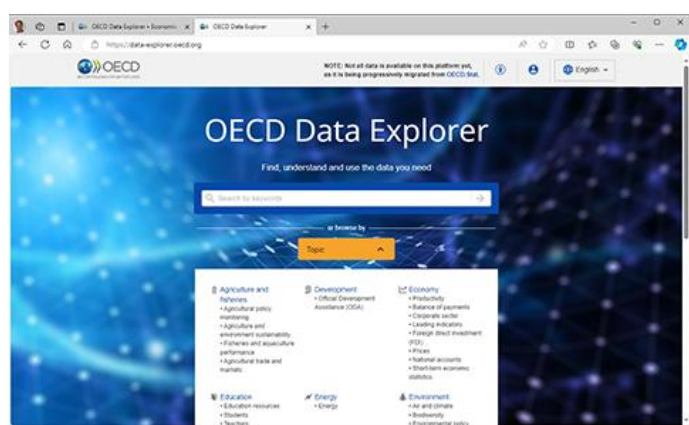 OECD Data Explorer • Economi
OECD Data Explorer
https://data-explorer.oecd.org
OECD
NOTE: Not all data is available on this platform yet,
as it is being progressively migrated from OECD.Stat.
English
OECD Data Explorer
Find, understand and use the data you need
Search by keywords
or browse by
Topic
Agriculture and
fisheries
• Agricultural policy
monitoring
• Agriculture and
environment sustainability
• Fisheries and aquaculture
performance
• Agricultural trade and
markets
Development
• Official Development
Assistance (ODA)
Economy
• Productivity
• Balance of payments
• Corporate sector
• Leading indicators
• Foreign direct investment
(FDI)
• Prices
• National accounts
• Short-term economic
statistics
Education
• Education resources
• Students
• Teachers
Energy
• Energy
Environment
• Air and climate
• Biodiversity
• Environmental policy